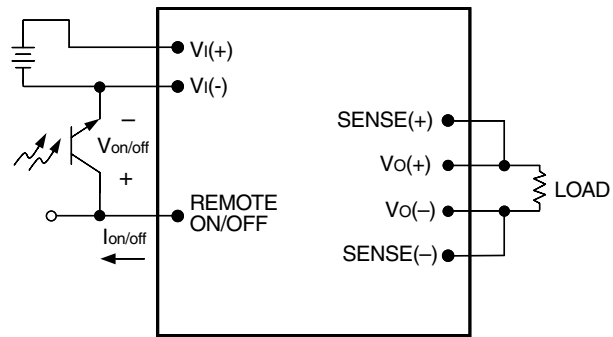 VI(+)
VI(-)
–
Von/off
+
REMOTE
ON/OFF
Ion/off
SENSE(+)
VO(+)
LOAD
VO(–)
SENSE(–)